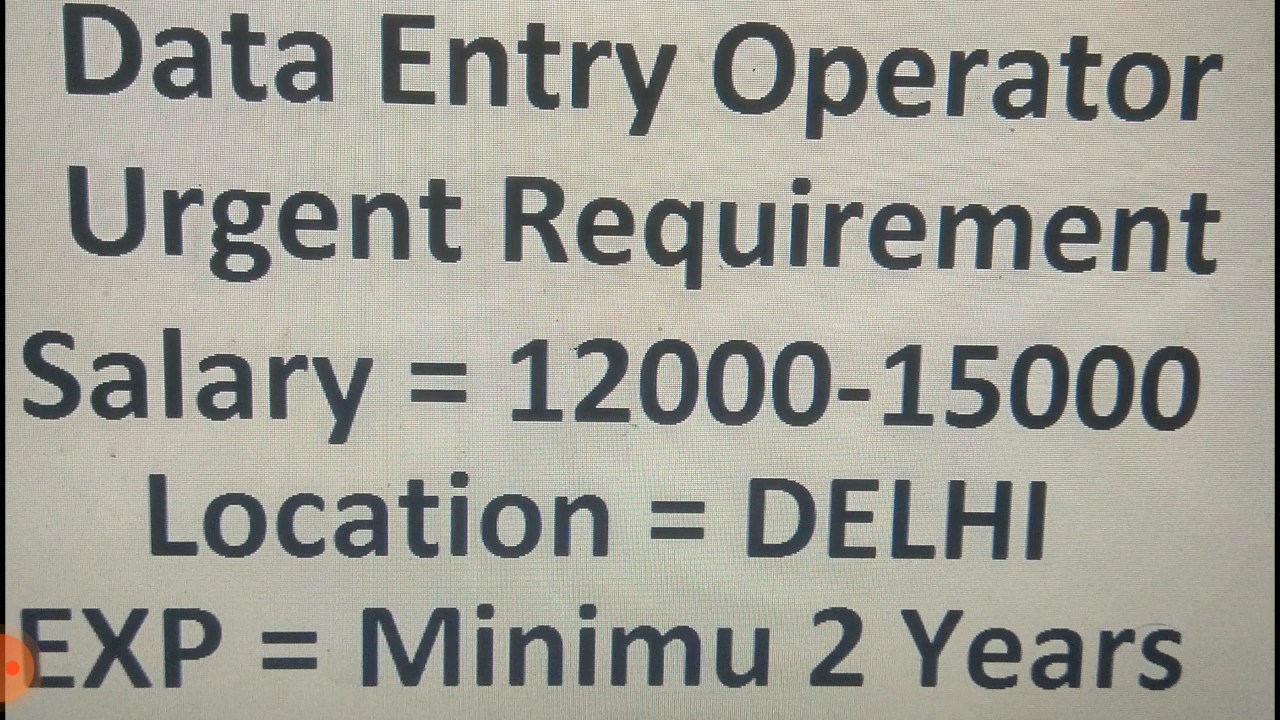 Data Entry Operator
Urgent Requirement
Salary = 12000-15000
Location = DELHI
EXP = Minimu 2 Years